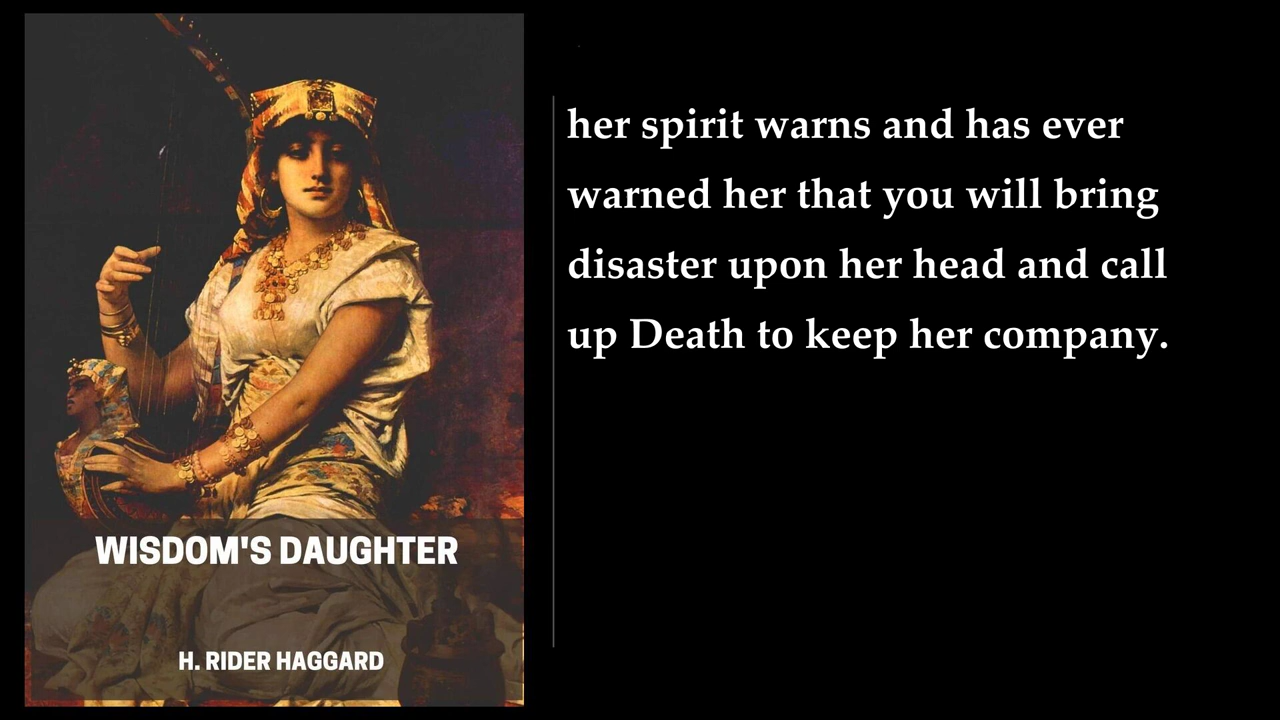 WISDOM'S DAUGHTER
H. RIDER HAGGARD
her spirit warns and has ever
warned her that you will bring
disaster upon her head and call
up Death to keep her company.